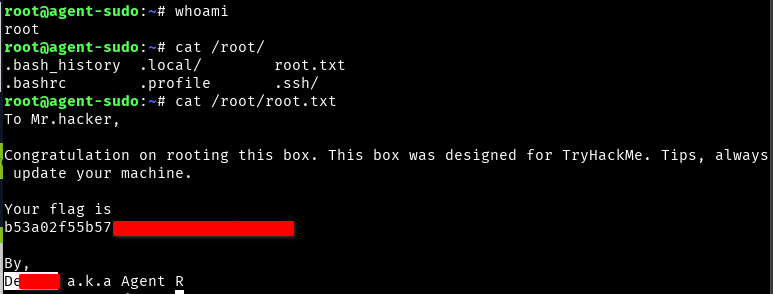 root@agent-sudo:~# whoami
root
root@agent-sudo:~# cat /root/
.bash_history  .local/        root.txt
.bashrc        .profile       .ssh/
root@agent-sudo:~# cat /root/root.txt
To Mr.hacker,
Congratulation on rooting this box. This box was designed for TryHackMe. Tips, always
 update your machine.
Your flag is
b53a02f55b57
By,
De a.k.a Agent R